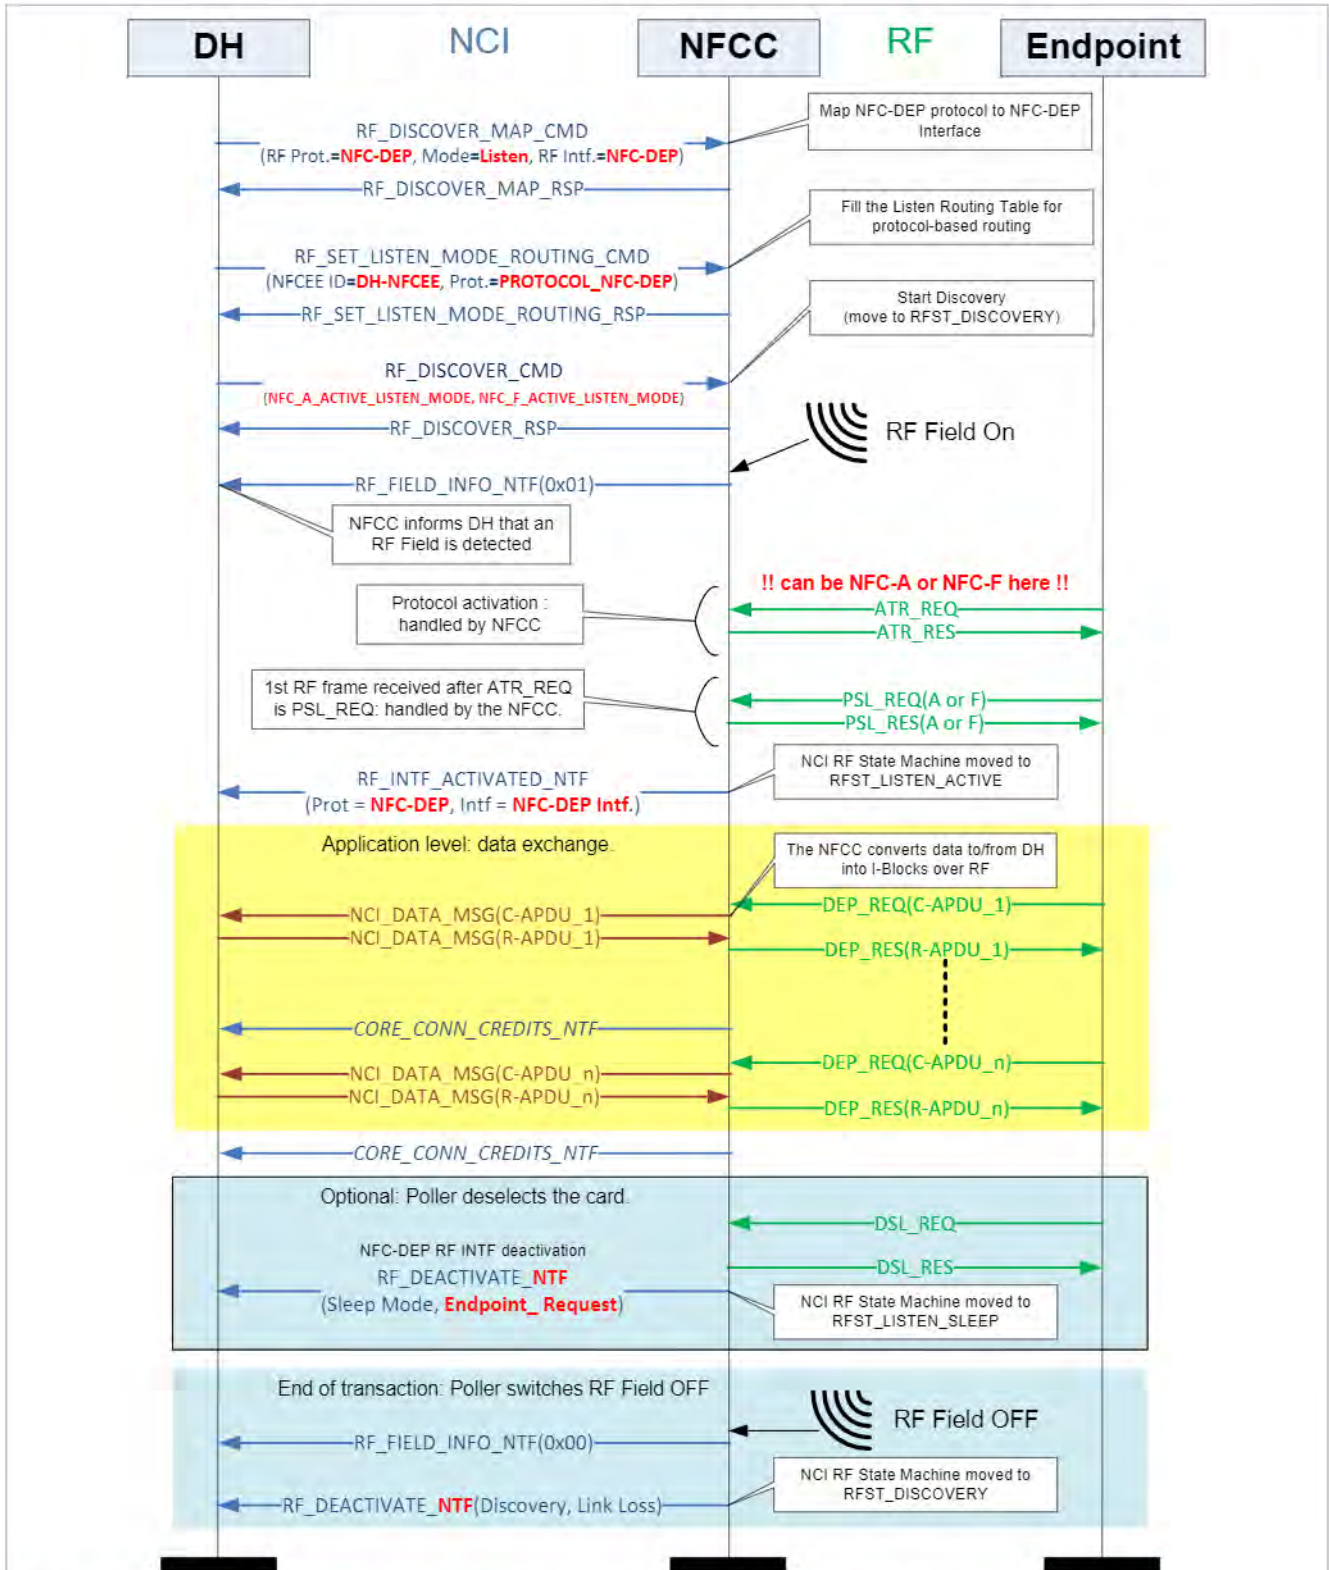 DH
NCI
NFCC
RF
Endpoint
Map NFC-DEP protocol to NFC-DEP
Interface
RF_DISCOVER_MAP_CMD
(RF Prot.=NFC-DEP, Mode=Listen, RF Intf.=NFC-DEP)
RF_DISCOVER_MAP_RSP
Fill the Listen Routing Table for
protocol-based routing
RF_SET_LISTEN_MODE_ROUTING_CMD
(NFCEE ID=DH-NFCEE, Prot.=PROTOCOL_NFC-DEP)
RF_SET_LISTEN_MODE_ROUTING_RSP
Start Discovery
(move to RFST_DISCOVERY)
RF_DISCOVER_CMD
(NFC_A_ACTIVE_LISTEN_MODE, NFC_F_ACTIVE_LISTEN_MODE)
RF_DISCOVER_RSP
RF Field On
RF_FIELD_INFO_NTF(0x01)
NFCC informs DH that an
RF Field is detected
!! can be NFC-A or NFC-F here !!
Protocol activation :
handled by NFCC
ATR_REQ
ATR_RES
1st RF frame received after ATR_REQ
is PSL_REQ: handled by the NFCC.
PSL_REQ(A or F)
PSL_RES(A or F)
NCI RF State Machine moved to
RFST_LISTEN_ACTIVE
RF_INTF_ACTIVATED_NTF
(Prot = NFC-DEP, Intf = NFC-DEP Intf.)
Application level: data exchange.
The NFCC converts data to/from DH
into I-Blocks over RF
DEP_REQ(C-APDU_1)
NCI_DATA_MSG(C-APDU_1)
NCI_DATA_MSG(R-APDU_1)
DEP_RES(R-APDU_1)
CORE_CONN_CREDITS_NTF
DEP_REQ(C-APDU_n)
NCI_DATA_MSG(C-APDU_n)
NCI_DATA_MSG(R-APDU_n)
DEP_RES(R-APDU_n)
CORE_CONN_CREDITS_NTF
Optional: Poller deselects the card.
DSL_REQ
NFC-DEP RF INTF deactivation
RF_DEACTIVATE_NTF
(Sleep Mode, Endpoint_ Request)
DSL_RES
NCI RF State Machine moved to
RFST_LISTEN_SLEEP
End of transaction: Poller switches RF Field OFF
RF Field OFF
RF_FIELD_INFO_NTF(0x00)
NCI RF State Machine moved to
RFST_DISCOVERY
RF_DEACTIVATE_NTF(Discovery, Link Loss)